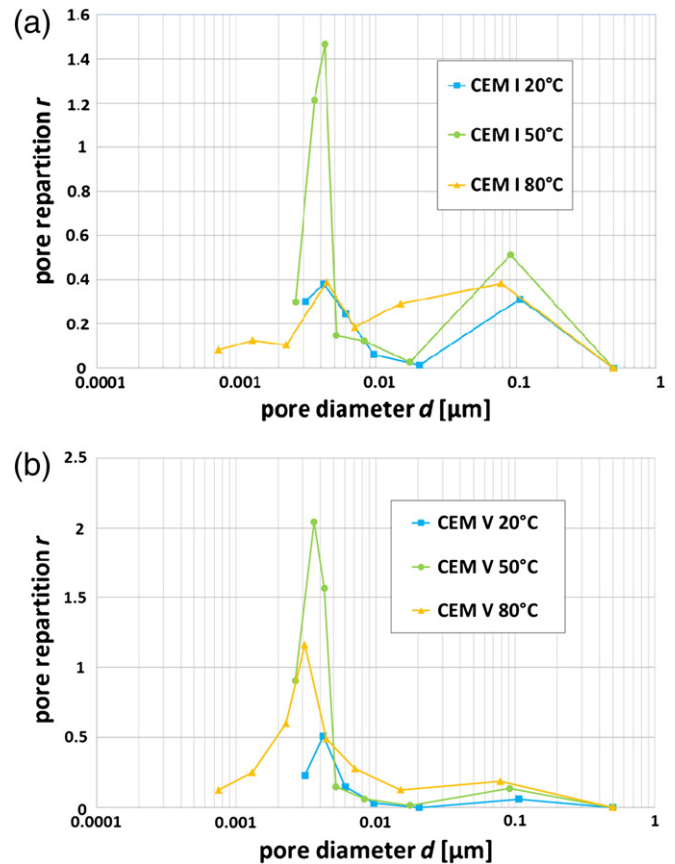 (a)
1.6
1.4
1.2
1
0.8
0.6
0.4
0.2
0
pore repartition r
CEM I 20°C
CEM I 50°C
CEM I 80°C
0.0001 0.001 0.01 0.1 1
pore diameter d [µm]
(b)
2.5
2
1.5
1
0.5
0
pore repartition r
CEM V 20°C
CEM V 50°C
CEM V 80°C
0.0001 0.001 0.01 0.1 1
pore diameter d [µm]